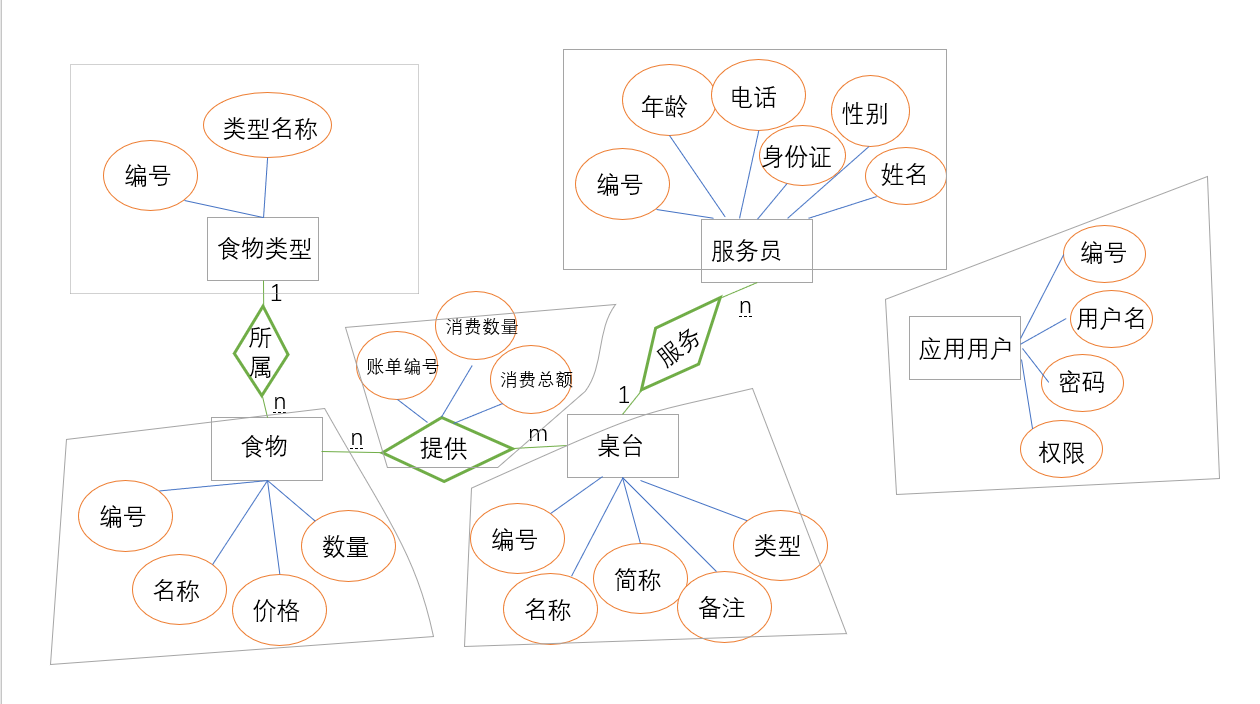 类型名称
编号
食物类型
1
所
属
n
年龄
电话
性别
身份证
姓名
编号
服务员
n
服务
1
编号
用户名
应用用户
密码
权限
消费数量
账单编号
消费总额
食物
n
提供
m
桌台
编号
数量
名称
价格
编号
类型
简称
名称
备注